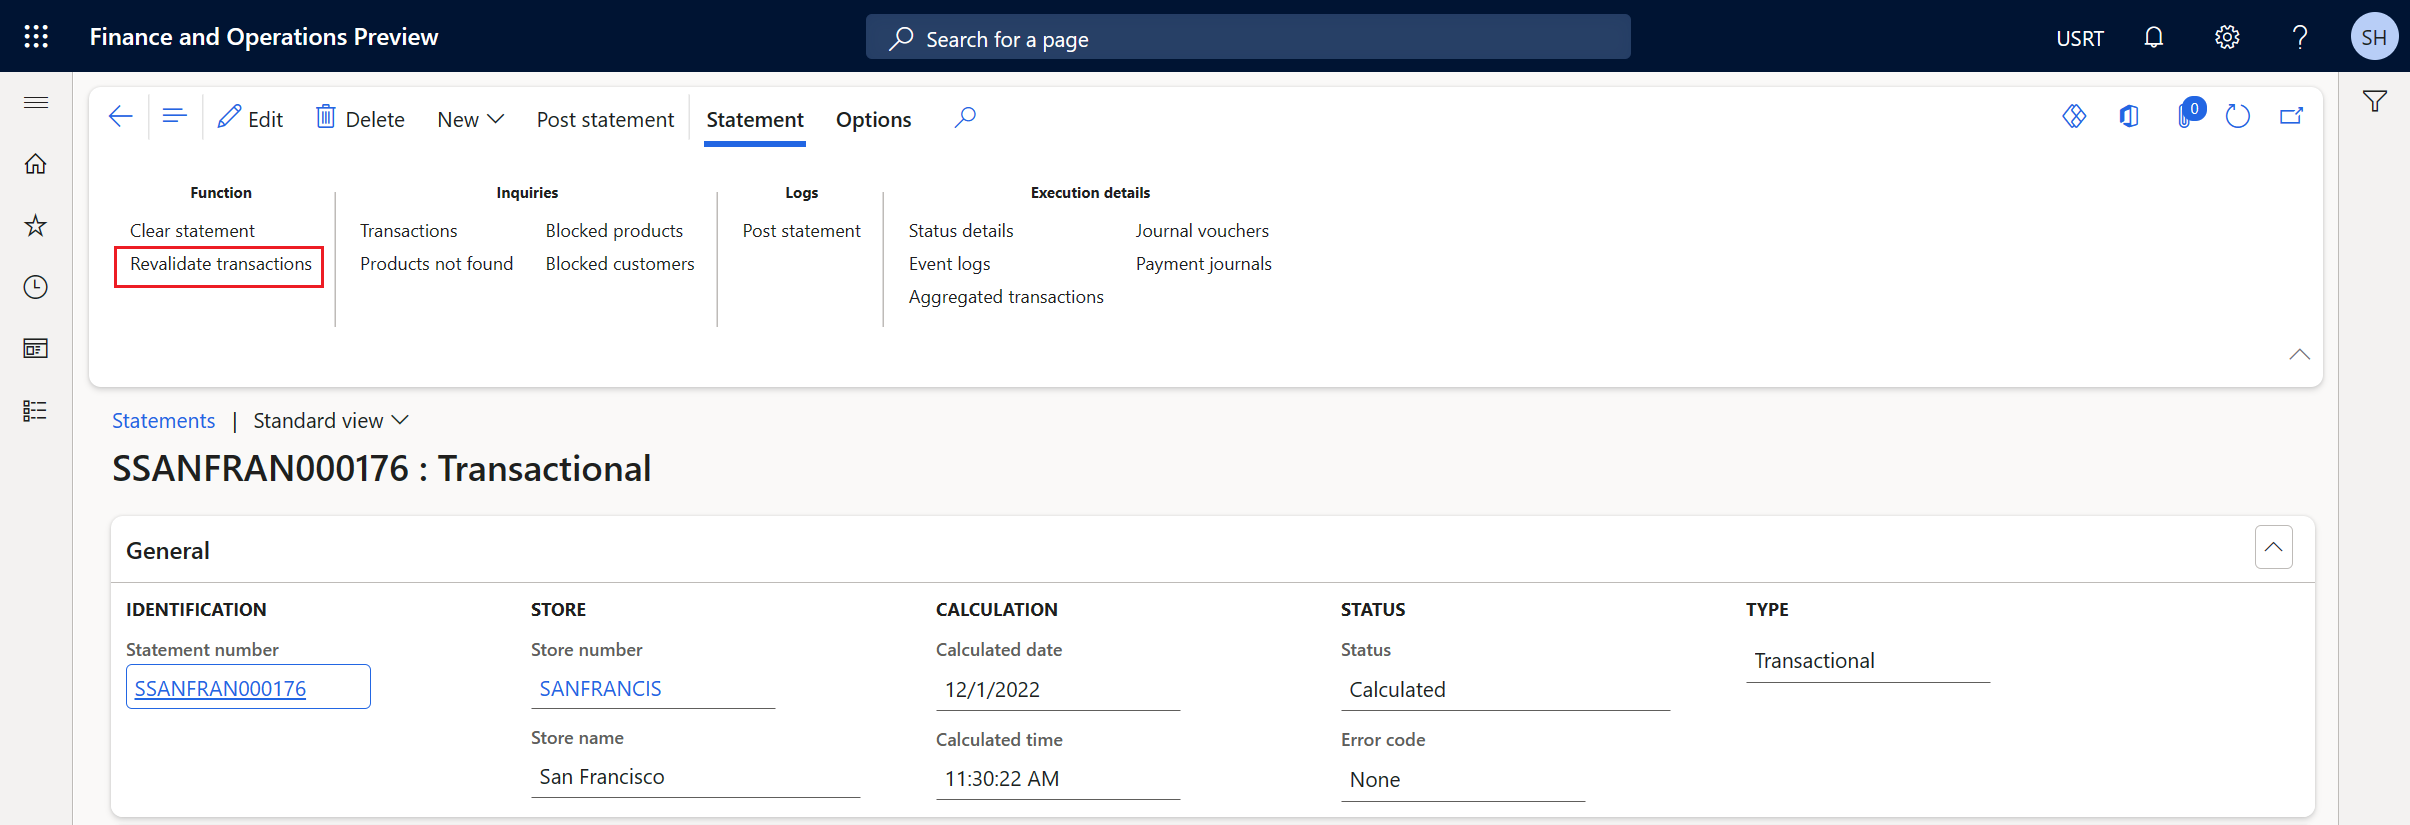 Finance and Operations Preview
Search for a page
USRT
SH
Edit
Delete
New
Post statement
Statement
Options
0
Function
Clear statement
Revalidate transactions
Inquiries
Transactions
Blocked products
Products not found
Blocked customers
Logs
Post statement
Execution details
Status details
Journal vouchers
Event logs
Payment journals
Aggregated transactions
Statements | Standard view
SSANFRAN000176 : Transactional
General
IDENTIFICATION
Statement number
SSANFRAN000176
STORE
Store number
SANFRANCIS
Store name
San Francisco
CALCULATION
Calculated date
12/1/2022
Calculated time
11:30:22 AM
STATUS
Status
Calculated
Error code
None
TYPE
Transactional